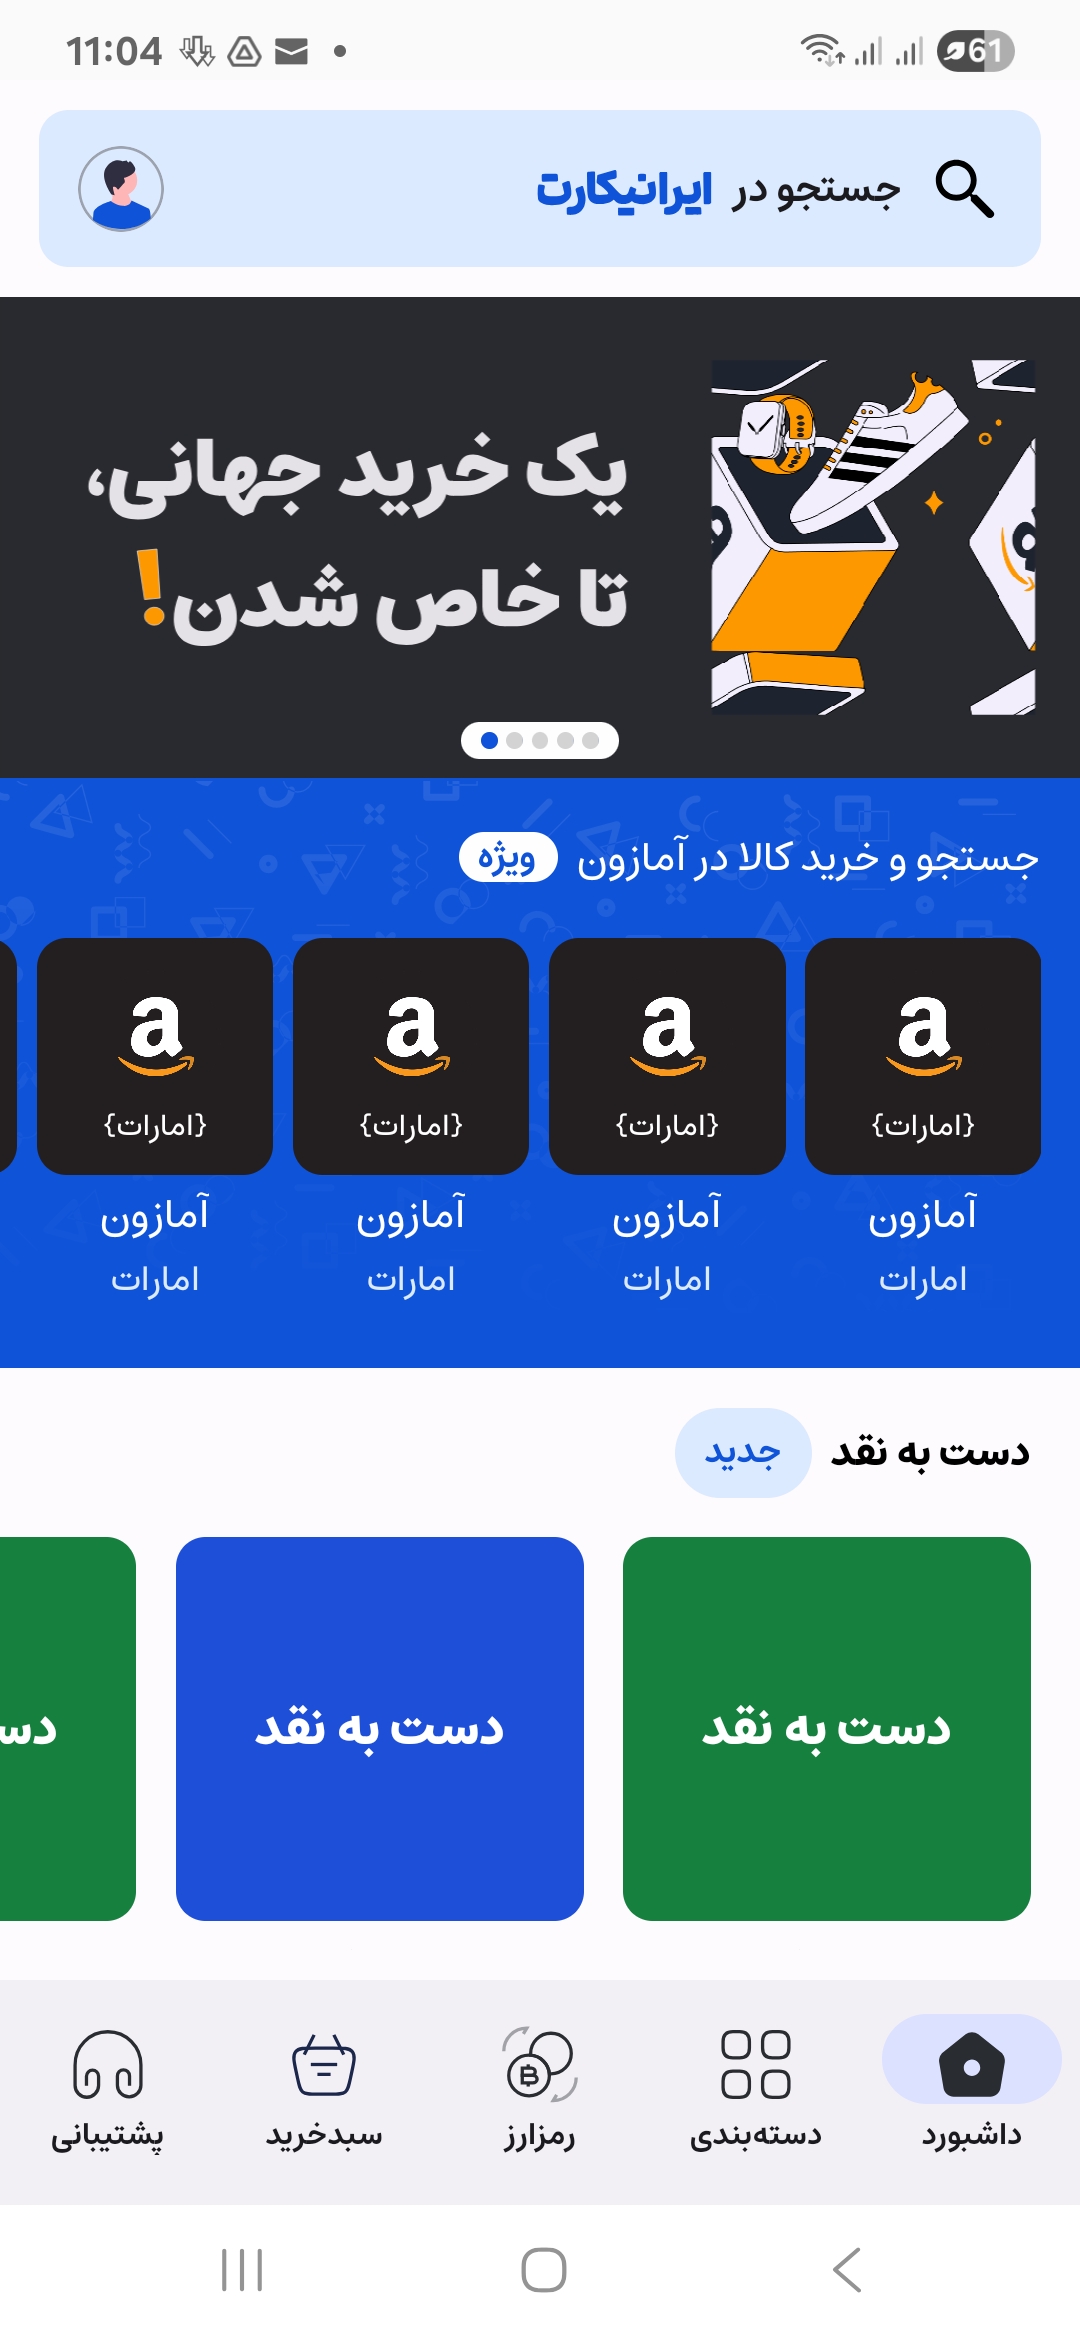 11:04
61
جستجو در ایرانیکارت
یک خرید جهانی،
تا خاص شدن!
جستجو و خرید کالا در آمازون ویژه
a a a a
{امارات} {امارات} {امارات} {امارات}
آمازون آمازون آمازون آمازون
امارات امارات امارات امارات
دست به نقد جدید
دست به نقد دست به نقد دس
داشبورد دسته‌بندی رمزارز سبدخرید پشتیبانی